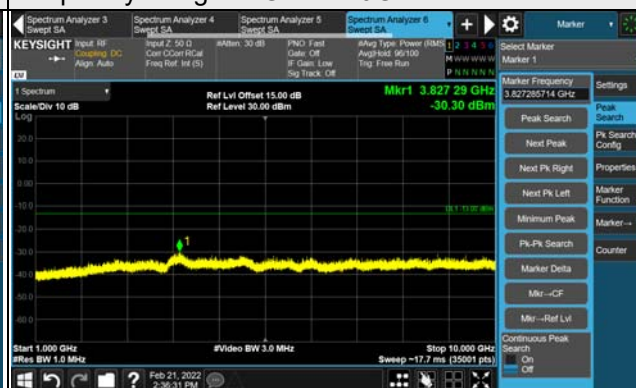 Spectrum Analyzer 3
Swept SA
Spectrum Analyzer 4
Swept SA
Spectrum Analyzer 5
Swept SA
Spectrum Analyzer 6
Swept SA
Marker
KEYSIGHT
Input: RF
Coupling: DC
Align: Auto
Input Z: 50 Ω
Corr CCorr RCal
Freq Ref: Int (S)
#Atten: 30 dB
PNO: Fast
Gate: Off
IF Gain: Low
Sig Track: Off
#Avg Type: Power (RMS
Avg|Hold: 96/100
Trig: Free Run
1 2 3 4 5 6
M W W W W W
P N N N N N
Select Marker
Marker 1
1 Spectrum
Scale/Div 10 dB
Log
Ref Lvl Offset 15.00 dB
Ref Level 30.00 dBm
Mkr1 3.827 29 GHz
-30.30 dBm
20.0
10.0
0.00
-10.0
-20.0
-30.0
-40.0
-50.0
-60.0
DL1 -13.00 dBm
1
Start 1.000 GHz
#Res BW 1.0 MHz
#Video BW 3.0 MHz
Stop 10.000 GHz
Sweep ~17.7 ms (35001 pts)
Marker Frequency
3.827285714 GHz
Peak Search
Next Peak
Next Pk Right
Next Pk Left
Minimum Peak
Pk-Pk Search
Marker Delta
Mkr→CF
Mkr→Ref Lvl
Continuous Peak
Search
On
Off
Settings
Peak
Search
Pk Search
Config
Properties
Marker
Function
Marker→
Counter
Feb 21, 2022
2:36:31 PM